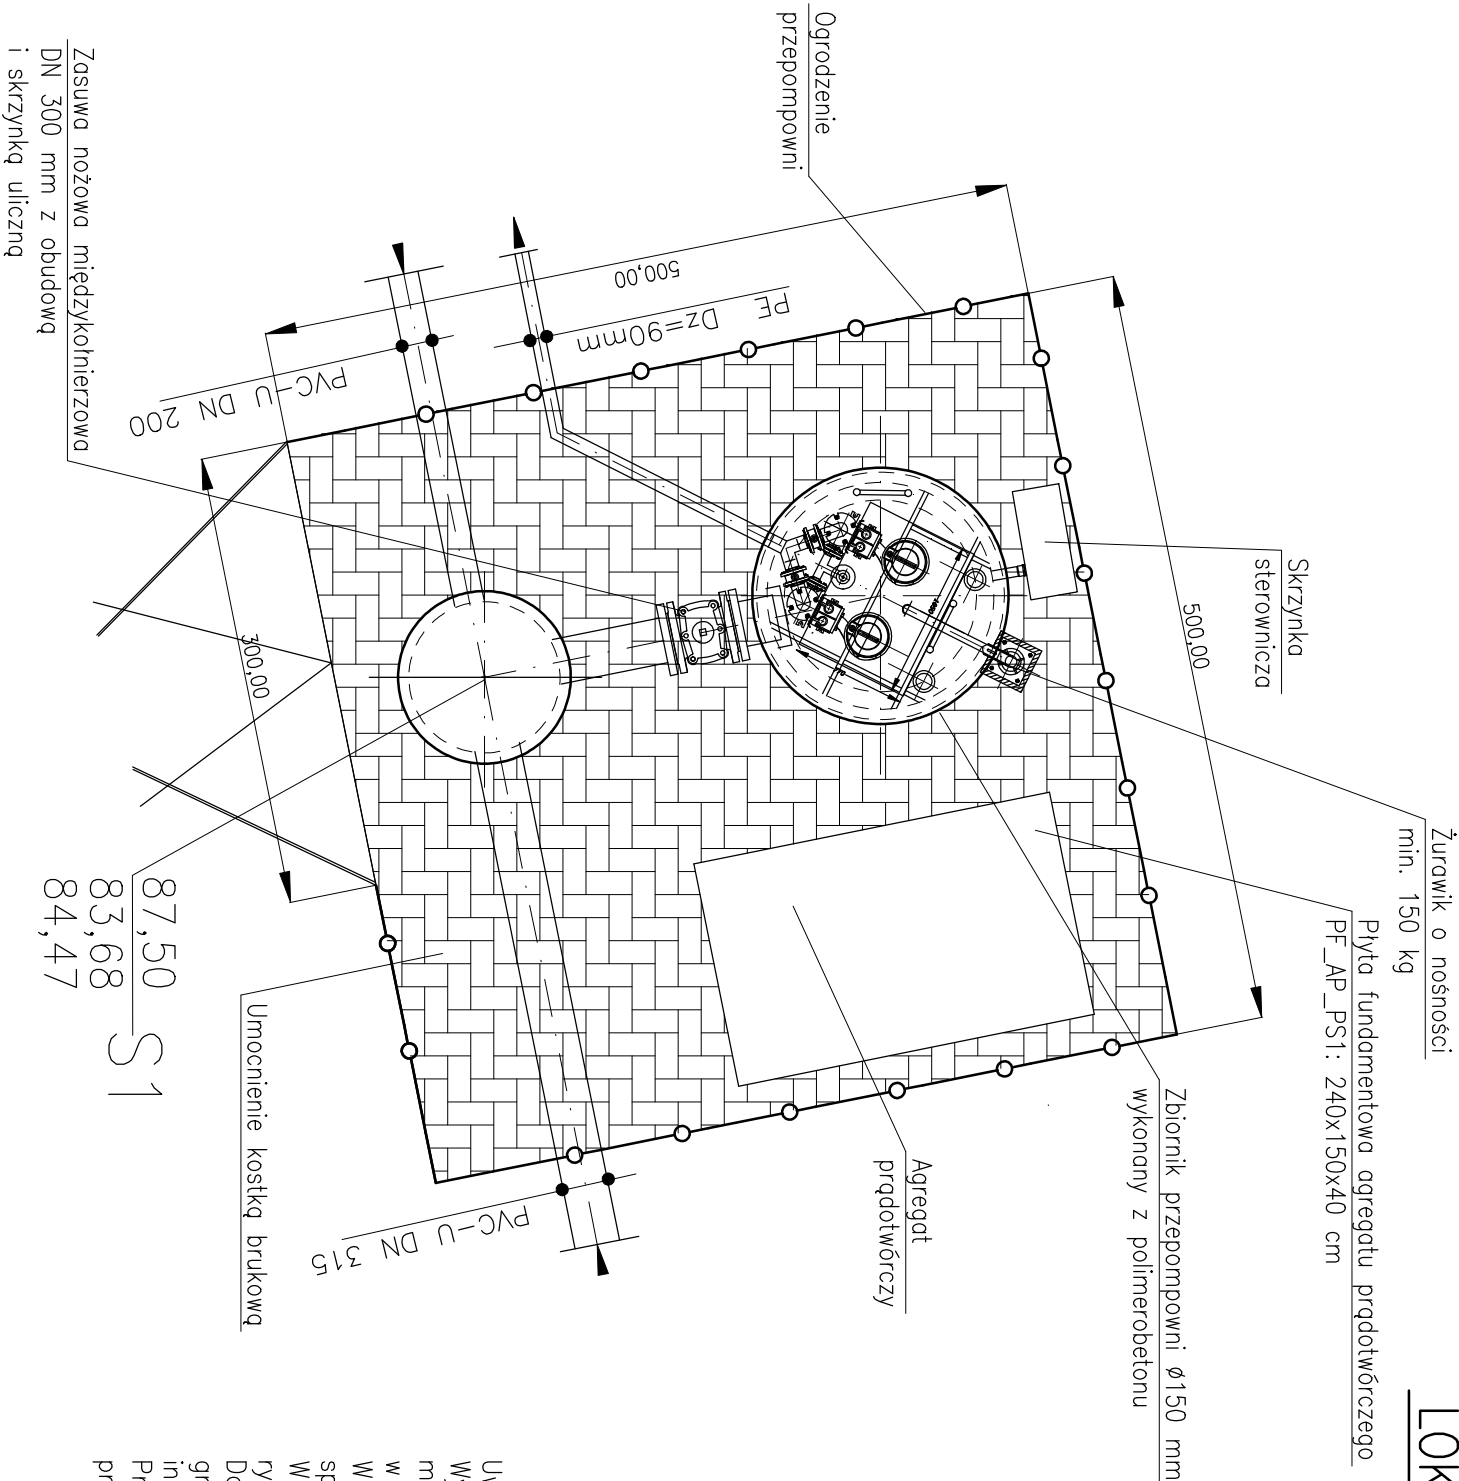 LOK
Żurawik o nośności
min. 150 kg
Płyta fundamentowa agregatu prądotwórczego
PF_AP_PS1: 240x150x40 cm
Skrzynka
sterownicza
500,00
Zbiornik przepompowni ø150 mm
wykonany z polimerobetonu
Agregat
prądotwórczy
Ogrodzenie
przepompowni
500,00
PE Dz=90mm
PVC-U DN 200
300,00
PVC-U DN 315
Umocnienie kostką brukową
87,50
83,68
84,47
S1
Zasuwa nożowa międzykołnierzowa
DN 300 mm z obudową
i skrzynką uliczną